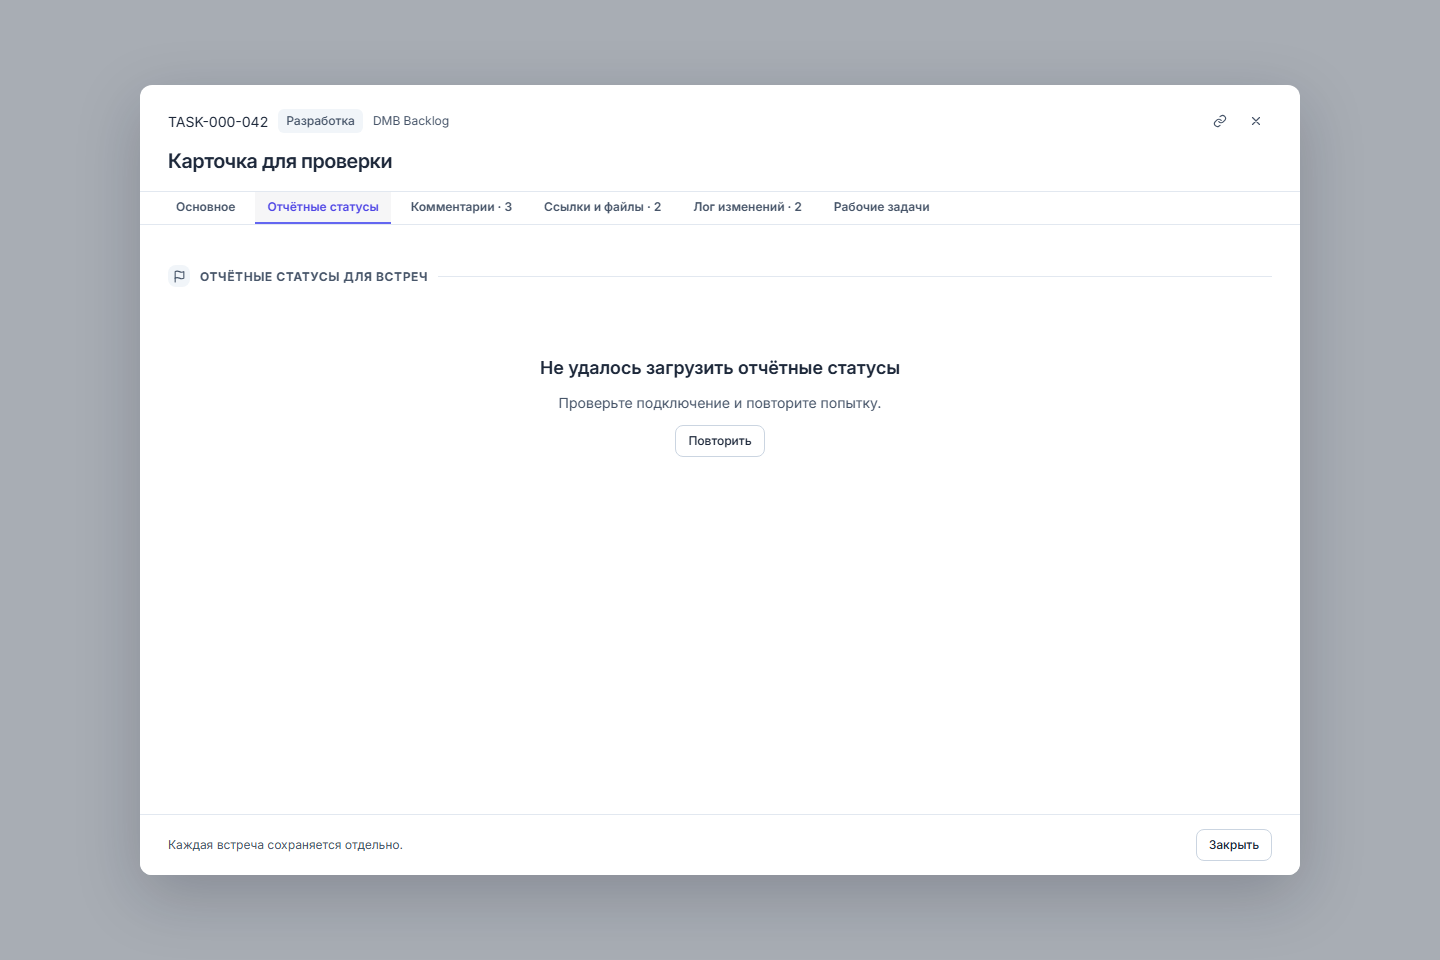 TASK-000-042 Разработка DMB Backlog
Карточка для проверки
Основное Отчётные статусы Комментарии · 3 Ссылки и файлы · 2 Лог изменений · 2 Рабочие задачи
ОТЧЁТНЫЕ СТАТУСЫ ДЛЯ ВСТРЕЧ
Не удалось загрузить отчётные статусы
Проверьте подключение и повторите попытку.
Повторить
Каждая встреча сохраняется отдельно. Закрыть